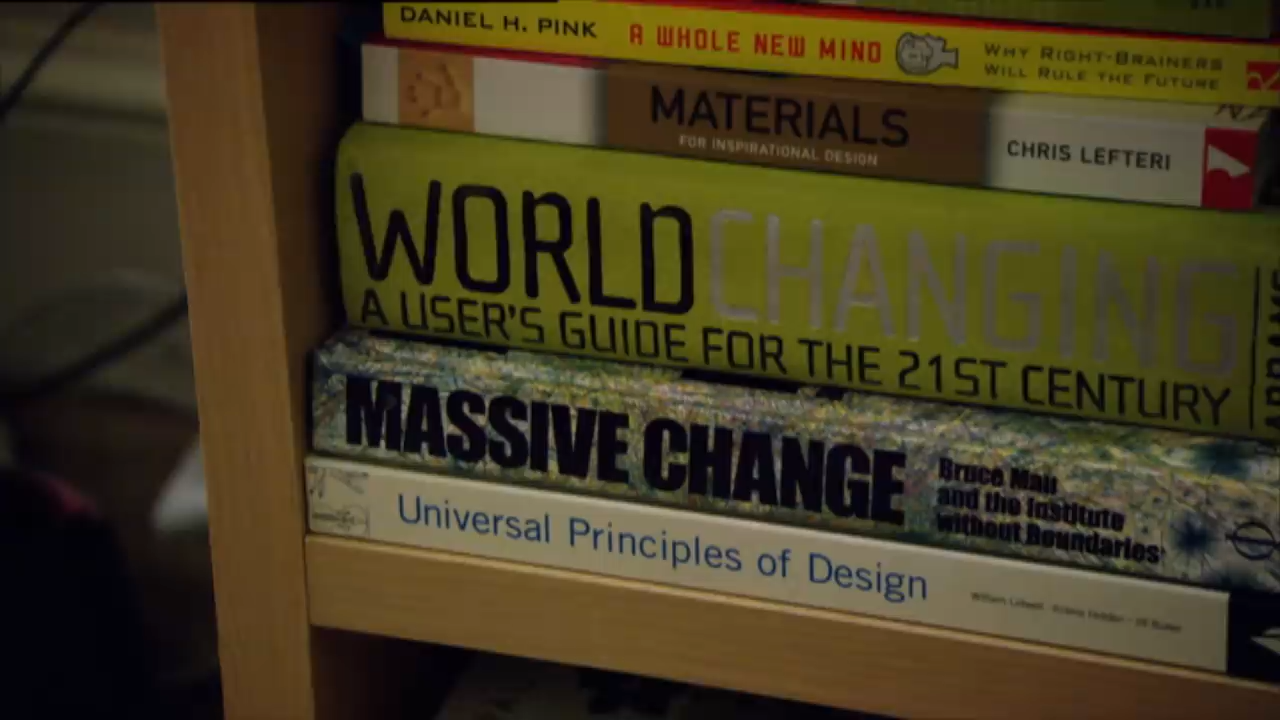 DANIEL H. PINK A WHOLE NEW MIND WHY RIGHT-BRAINERS
WILL RULE THE FUTURE
MATERIALS
FOR INSPIRATIONAL DESIGN
CHRIS LEFTERI
WORLDCHANGING
A USER'S GUIDE FOR THE 21ST CENTURY
MASSIVE CHANGE
Bruce Mau
and the Institute
without Boundaries
Universal Principles of Design